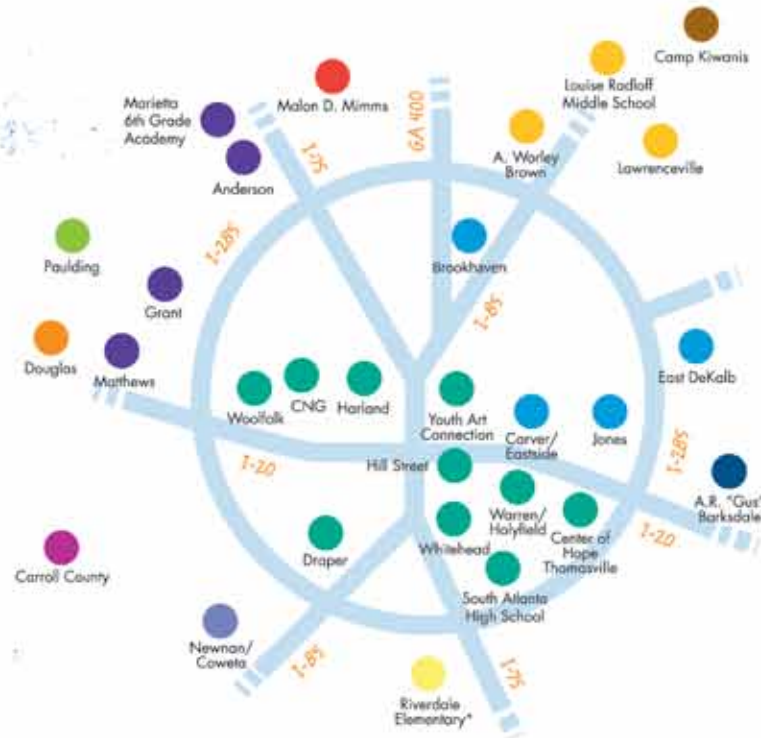 Camp Kiwanis
Louise Radloff
Middle School
Malon D. Mimms
Marietta
6th Grade
Academy
GA 400
I-75
A. Worley
Brown
Lawrenceville
Anderson
I-285
Paulding
Brookhaven
Grant
I-85
Douglas
Matthews
East DeKalb
Woolfolk
CNG
Harland
Youth Art
Connection
Carver/
Eastside
Jones
I-285
I-20
Hill Street
A.R. "Gus"
Barksdale
Warren/
Holyfield
Whitehead
Center of
Hope
Thomasville
I-20
Draper
Carroll County
South Atlanta
High School
Newnan/
Coweta
I-85
I-75
Riverdale
Elementary*